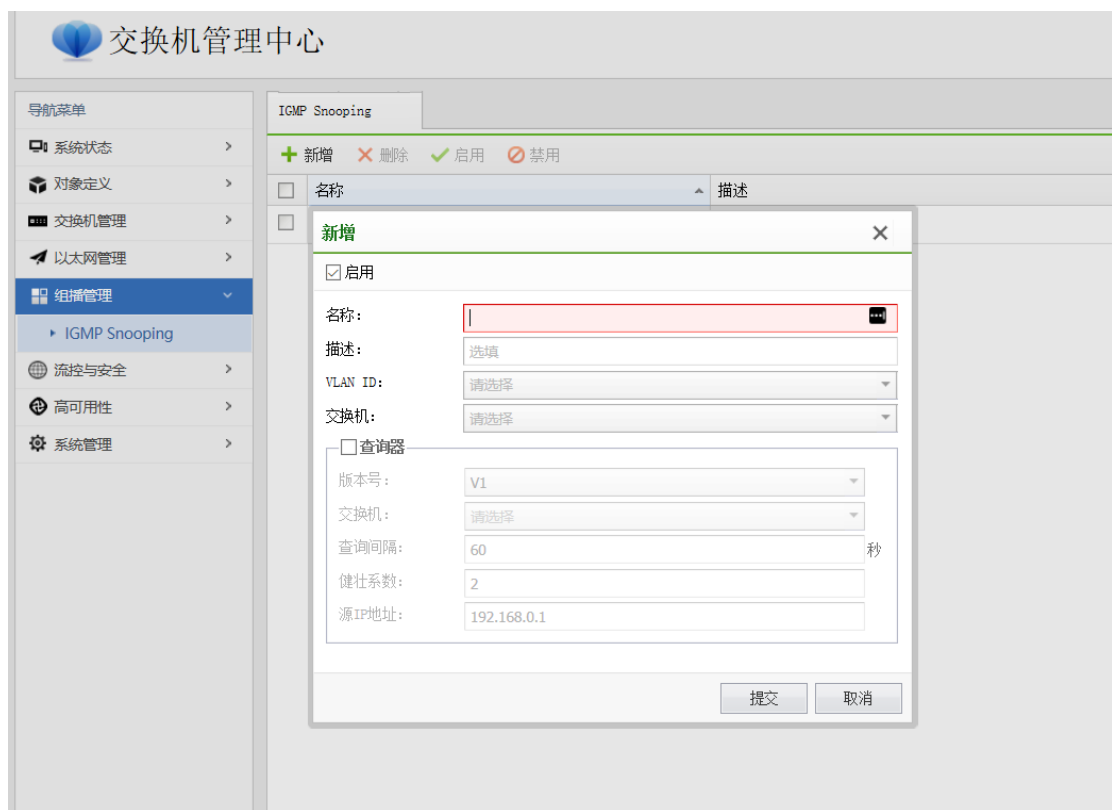 交换机管理中心
导航菜单
系统状态
对象定义
交换机管理
以太网管理
组播管理
IGMP Snooping
流控与安全
高可用性
系统管理
IGMP Snooping
新增 删除 启用 禁用
名称 描述
新增
启用
名称:
描述: 选填
VLAN ID: 请选择
交换机: 请选择
查询器
版本号: V1
交换机: 请选择
查询间隔: 60 秒
健壮系数: 2
源IP地址: 192.168.0.1
提交 取消